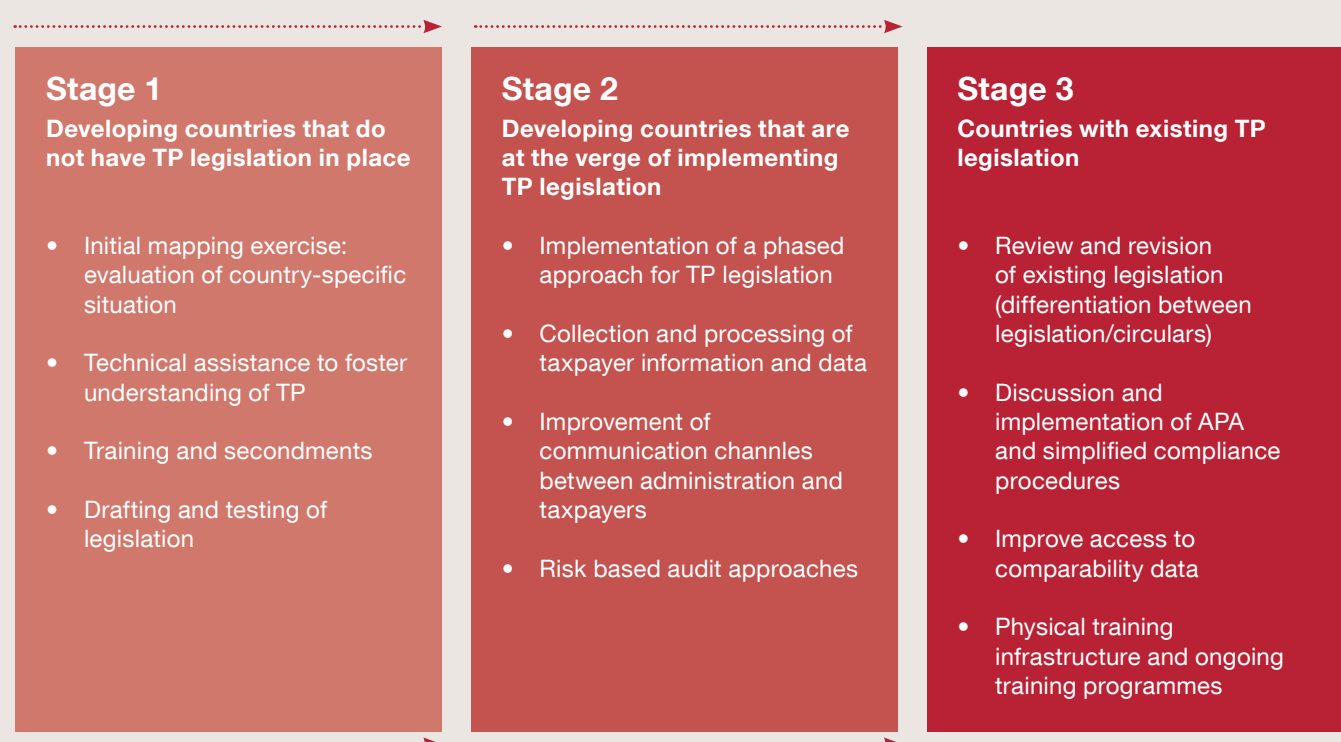 Stage 1
Developing countries that do
not have TP legislation in place
• Initial mapping exercise:
evaluation of country-specific
situation
• Technical assistance to foster
understanding of TP
• Training and secondments
• Drafting and testing of
legislation
Stage 2
Developing countries that are
at the verge of implementing
TP legislation
• Implementation of a phased
approach for TP legislation
• Collection and processing of
taxpayer information and data
• Improvement of
communication channles
between administration and
taxpayers
• Risk based audit approaches
Stage 3
Countries with existing TP
legislation
• Review and revision
of existing legislation
(differentiation between
legislation/circulars)
• Discussion and
implementation of APA
and simplified compliance
procedures
• Improve access to
comparability data
• Physical training
infrastructure and ongoing
training programmes